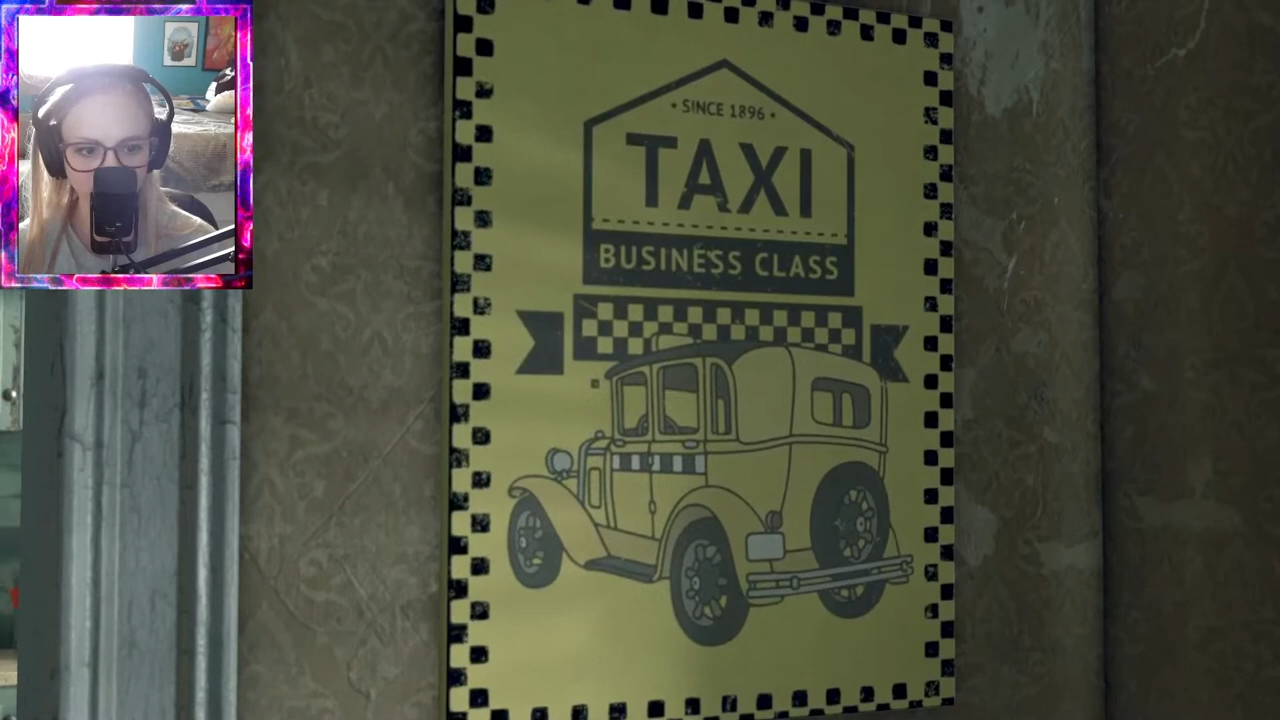 • SINCE 1896 •
TAXI
BUSINESS CLASS